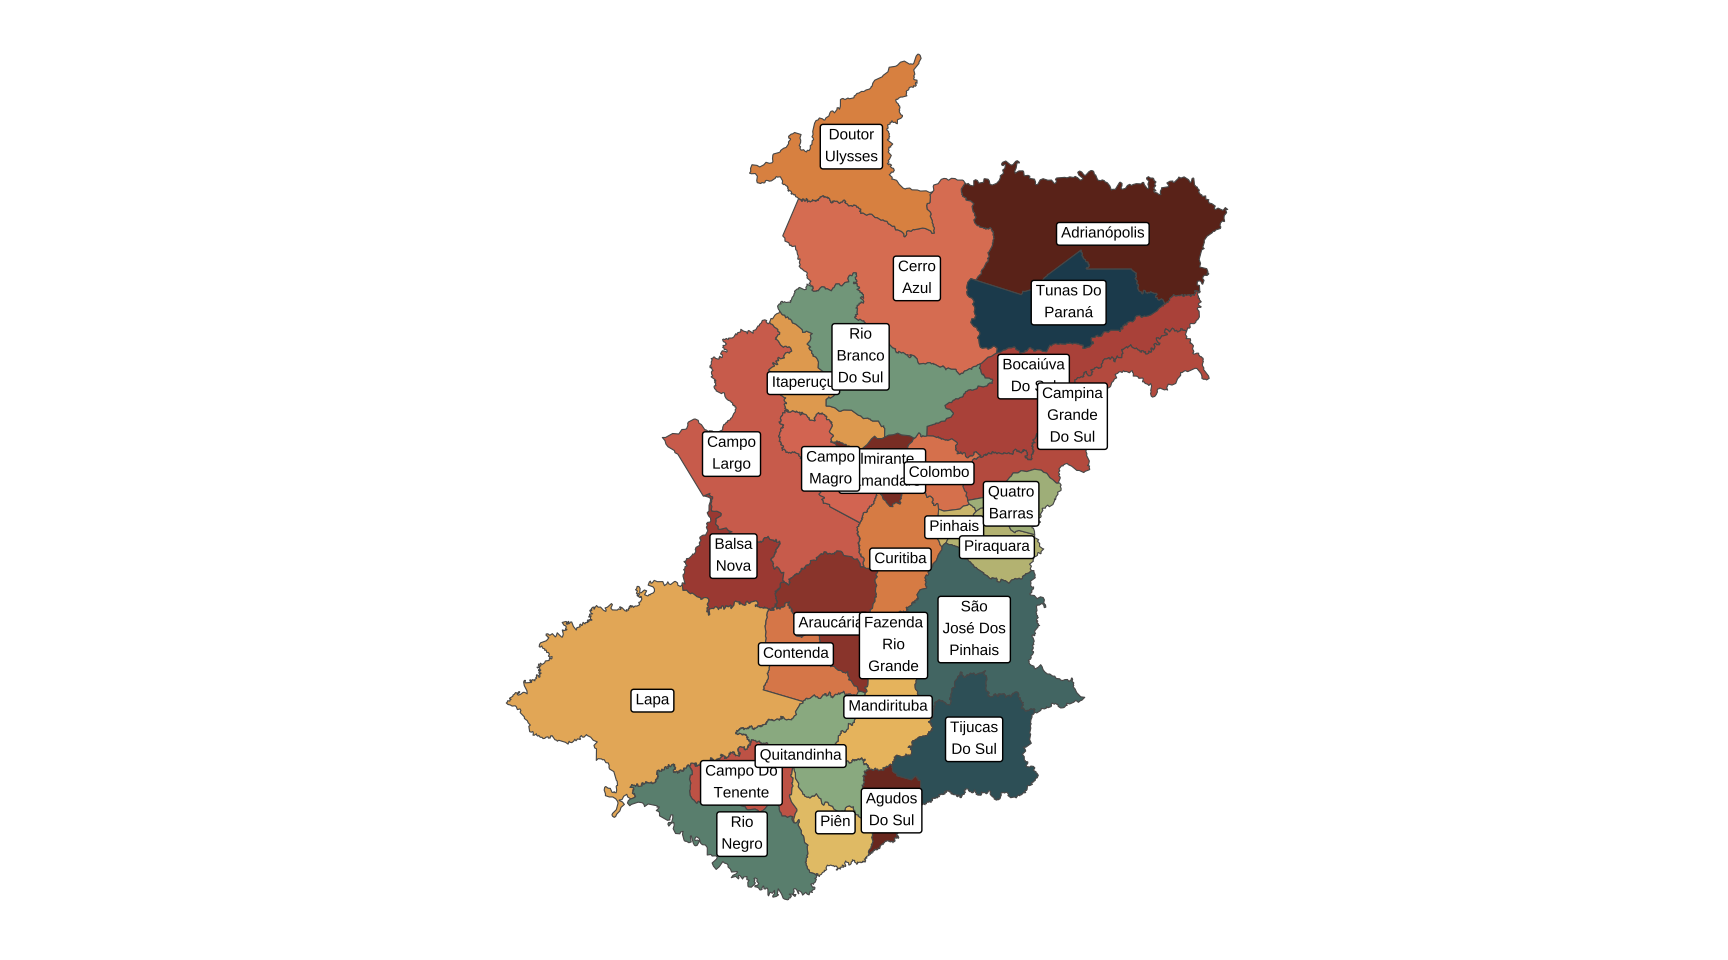 Doutor
Ulysses
Adrianópolis
Cerro
Azul
Tunas Do
Paraná
Rio
Branco
Do Sul
Itaperuçu
Bocaiúva
Do Sul
Campina
Grande
Do Sul
Campo
Largo
Campo
Magro
lmirante
mandaré
Colombo
Quatro
Barras
Pinhais
Piraquara
Balsa
Nova
Curitiba
São
José Dos
Pinhais
Araucária
Fazenda
Rio
Grande
Contenda
Lapa
Mandirituba
Tijucas
Do Sul
Quitandinha
Campo Do
Tenente
Agudos
Do Sul
Piên
Rio
Negro